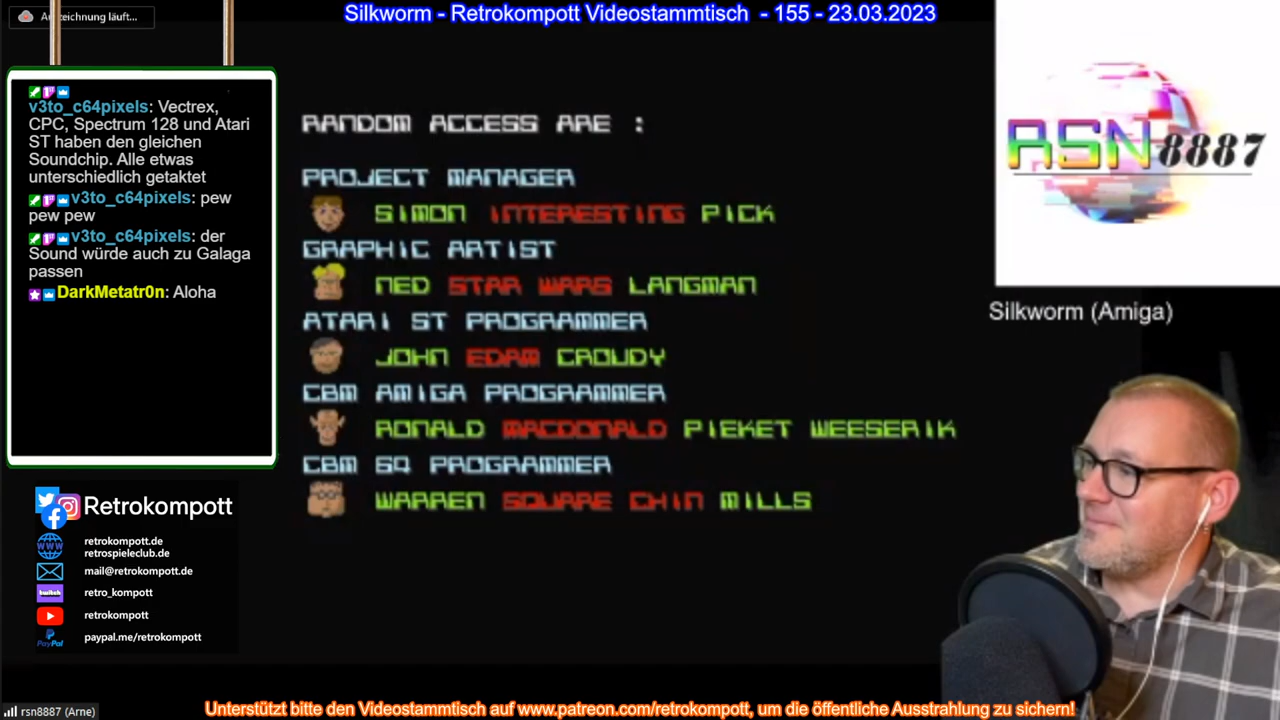 Silkworm - Retrokompott Videostammtisch - 155 - 23.03.2023
v3to_c64pixels: Vectrex,
CPC, Spectrum 128 und Atari
ST haben den gleichen
Soundchip. Alle etwas
unterschiedlich getaktet
v3to_c64pixels: pew
pew pew
v3to_c64pixels: der
Sound würde auch zu Galaga
passen
DarkMetatr0n: Aloha
Retrokompott
www
retrokompott.de
retrospieleclub.de
mail@retrokompott.de
twitch
retro_kompott
retrokompott
PayPal
paypal.me/retrokompott
RANDOM ACCESS ARE :
PROJECT MANAGER
SIMON INTERESTING PICK
GRAPHIC ARTIST
NED STAR WARS LANGMAN
ATARI ST PROGRAMMER
JOHN EDAM CROUDY
CBM AMIGA PROGRAMMER
RONALD MACDONALD PIEKET WEESERIK
CBM 64 PROGRAMMER
WARREN SQUARE CHIN MILLS
RSN8887
Silkworm (Amiga)
rsn8887 (Arne)
Unterstützt bitte den Videostammtisch auf www.patreon.com/retrokompott, um die öffentliche Ausstrahlung zu sichern!